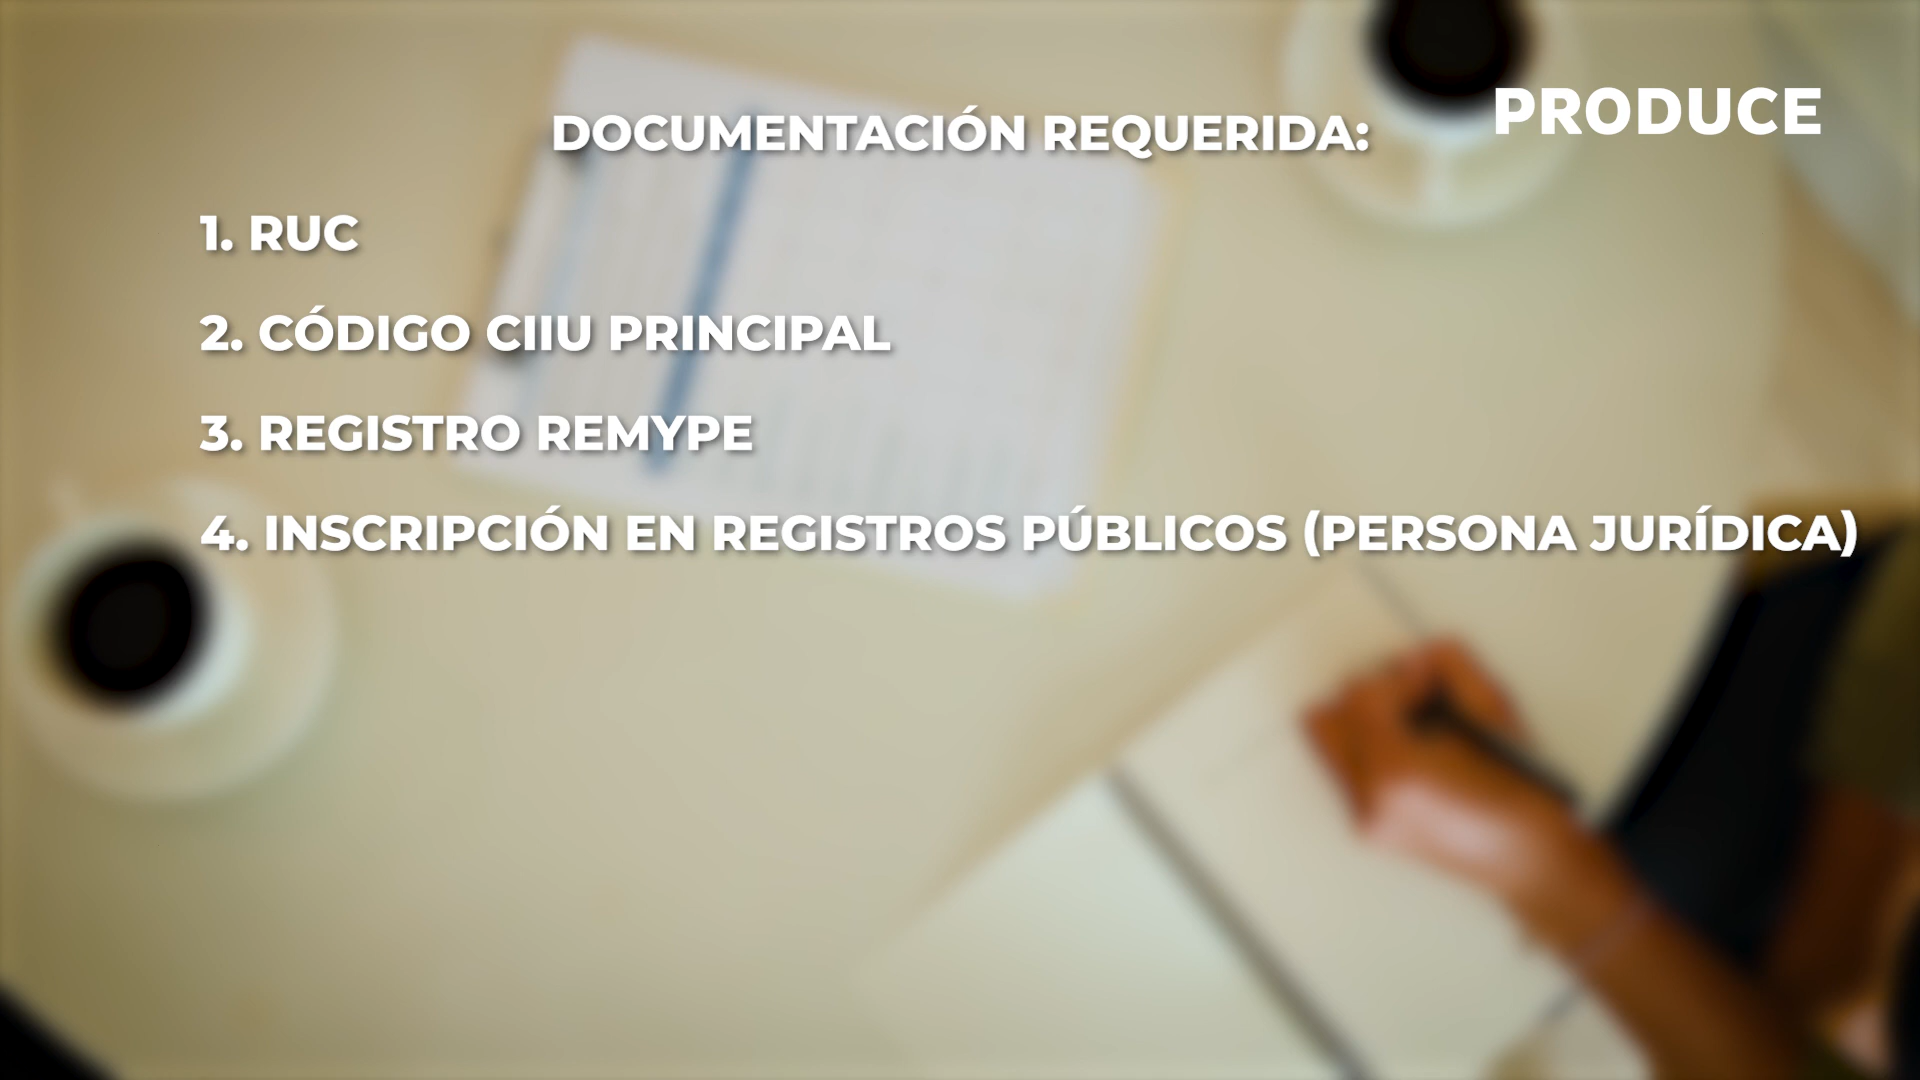 PRODUCE
DOCUMENTACIÓN REQUERIDA:
1. RUC
2. CÓDIGO CIIU PRINCIPAL
3. REGISTRO REMYPE
4. INSCRIPCIÓN EN REGISTROS PÚBLICOS (PERSONA JURÍDICA)